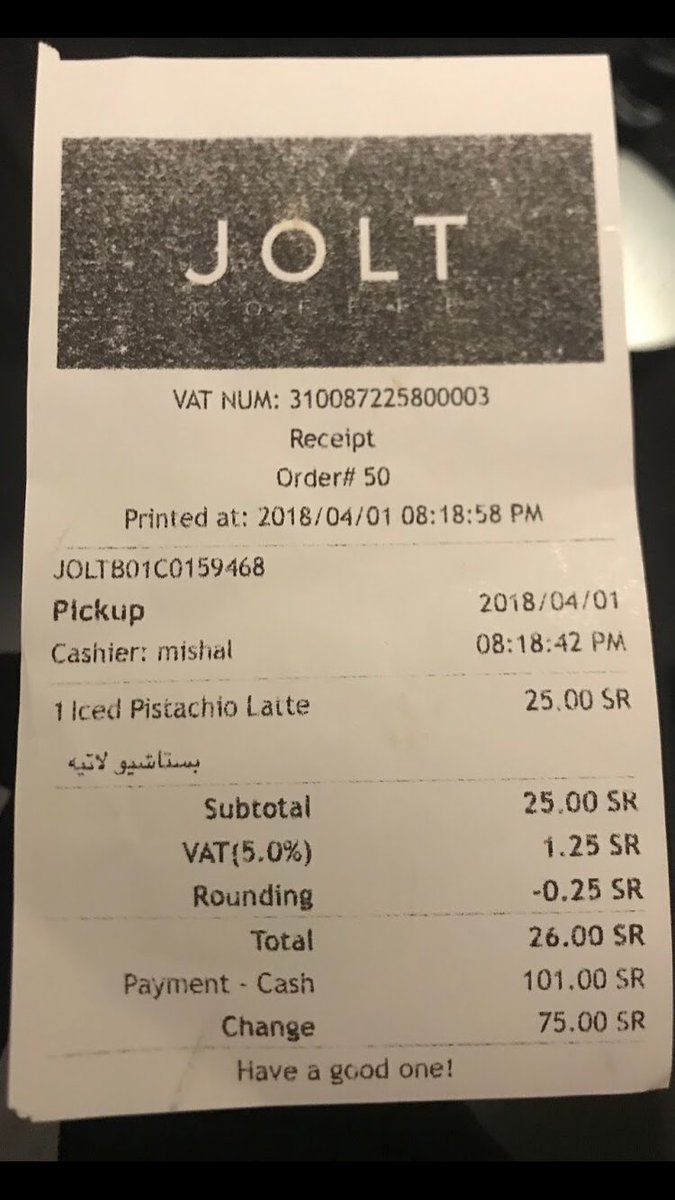 JOLT
COFFEE
VAT NUM: 310087225800003
Receipt
Order# 50
Printed at: 2018/04/01 08:18:58 PM
JOLTB01C0159468
Pickup 2018/04/01
Cashier: mishal 08:18:42 PM
1 Iced Pistachio Latte 25.00 SR
بستاشيو لاتيه
Subtotal 25.00 SR
VAT(5.0%) 1.25 SR
Rounding -0.25 SR
Total 26.00 SR
Payment - Cash 101.00 SR
Change 75.00 SR
Have a good one!